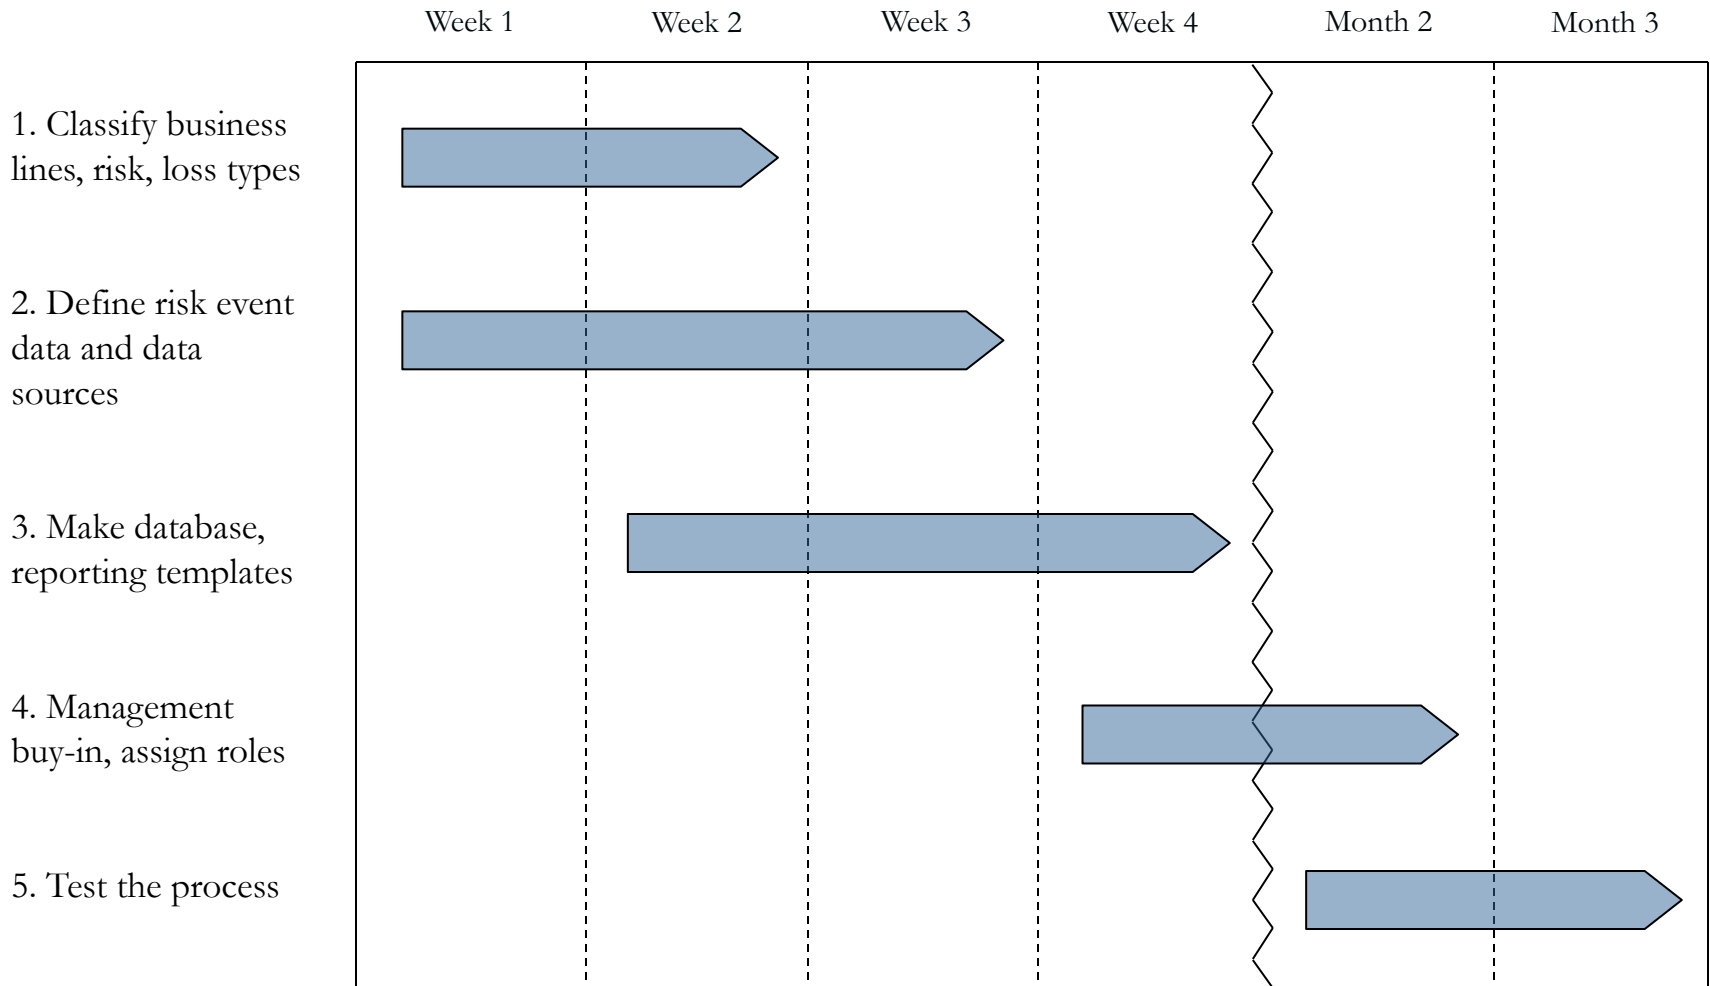 Week 1 Week 2 Week 3 Week 4 Month 2 Month 3
1. Classify business
lines, risk, loss types
2. Define risk event
data and data
sources
3. Make database,
reporting templates
4. Management
buy-in, assign roles
5. Test the process